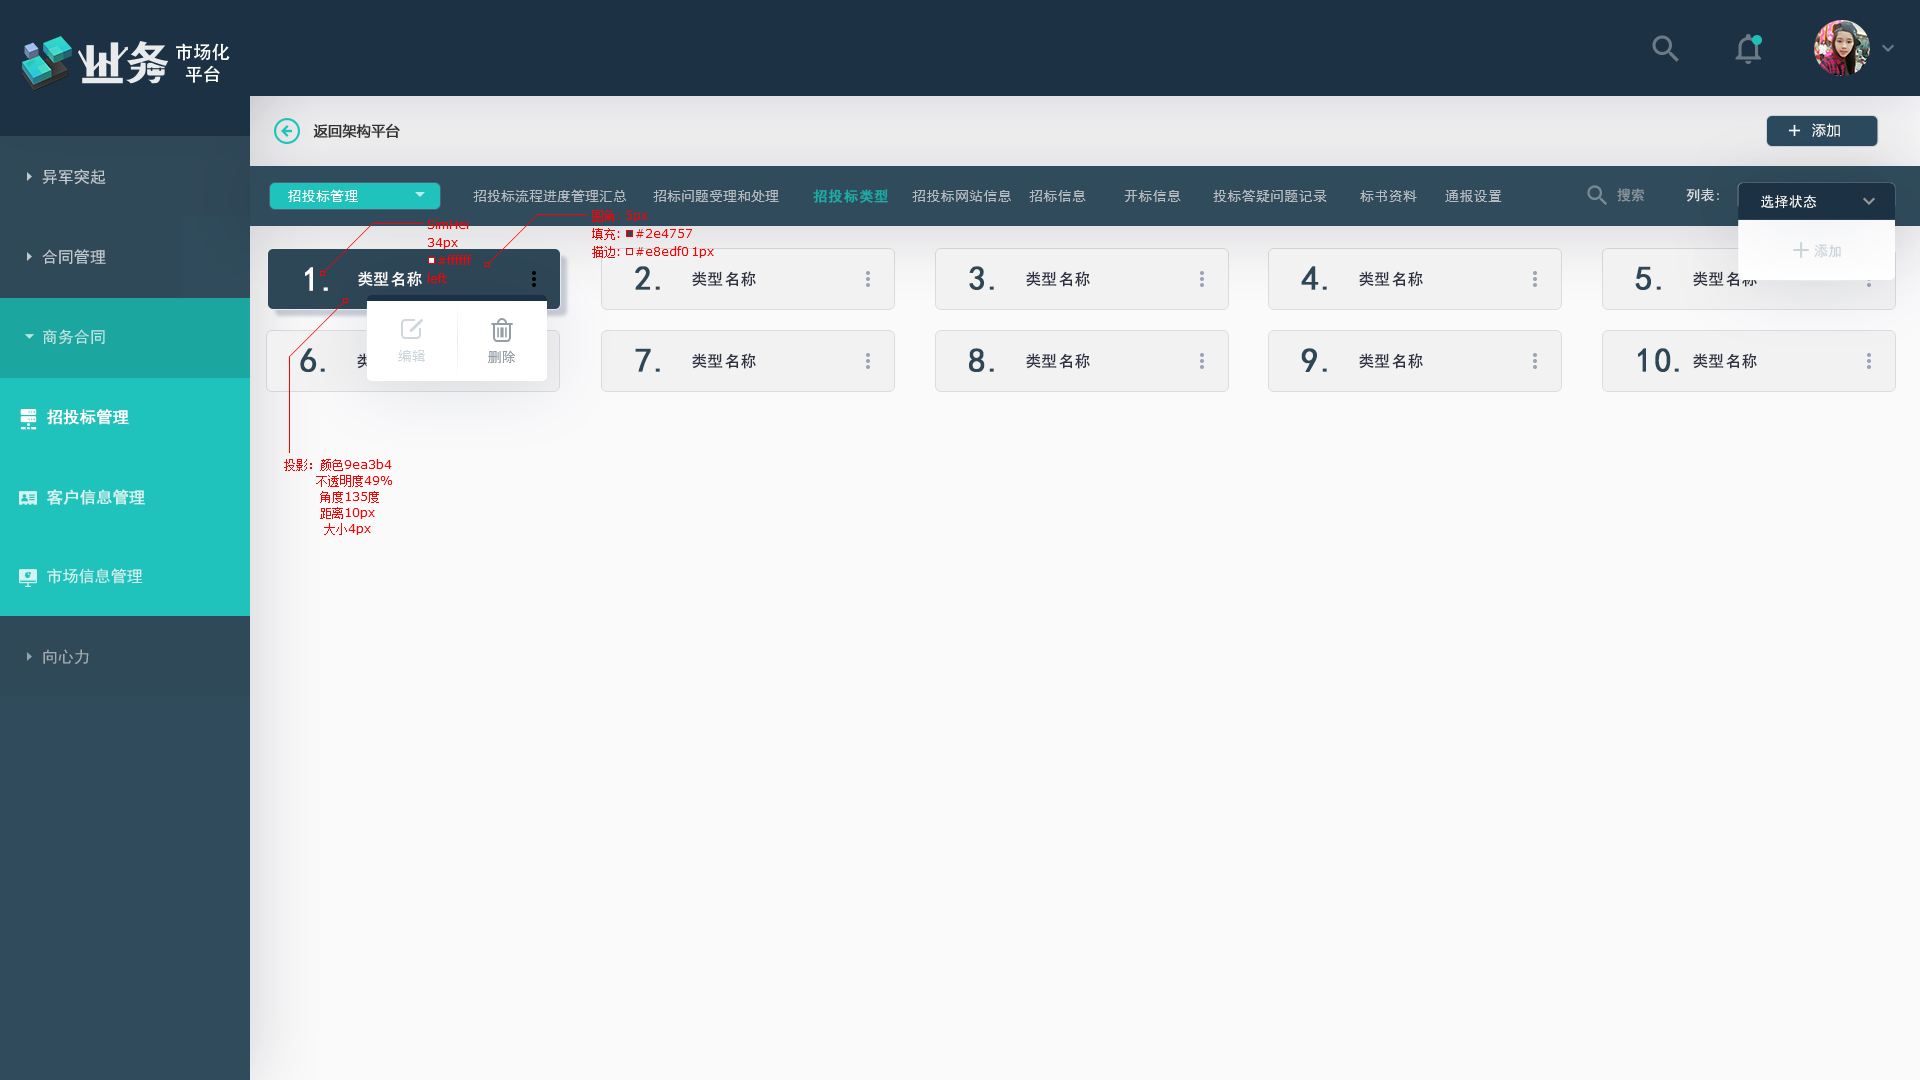 业务 市场化
平台
返回架构平台
+ 添加
异军突起
合同管理
商务合同
招投标管理
客户信息管理
市场信息管理
向心力
招投标管理
招投标流程进度管理汇总
招标问题受理和处理
招投标类型
招投标网站信息
招标信息
开标信息
投标答疑问题记录
标书资料
通报设置
搜索
列表：
选择状态
+ 添加
SimHei
34px
#ffffff
left
5px
填充: #2e4757
描边: #e8edf0 1px
1. 类型名称
2. 类型名称
3. 类型名称
4. 类型名称
5. 类型名称
编辑
删除
6.
7. 类型名称
8. 类型名称
9. 类型名称
10. 类型名称
投影：颜色9ea3b4
不透明度49%
角度135度
距离10px
大小4px